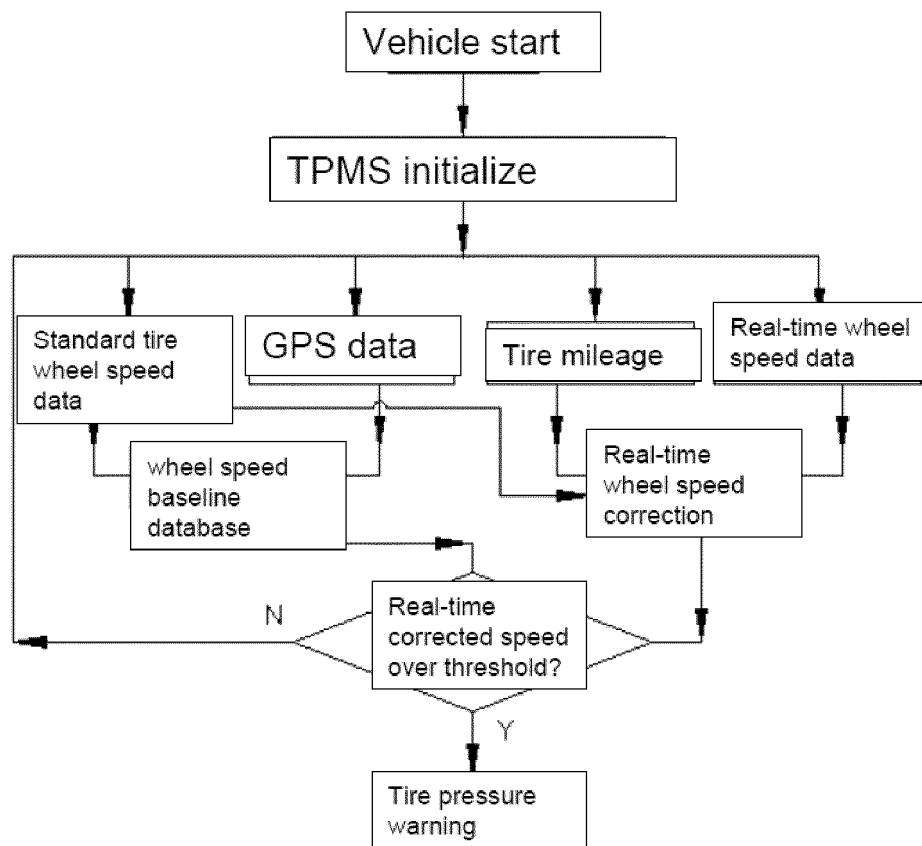 Vehicle start
TPMS initialize
Standard tire
wheel speed
data
GPS data
Tire mileage
Real-time wheel
speed data
wheel speed
baseline
database
Real-time
wheel speed
correction
N
Real-time
corrected speed
over threshold?
Y
Tire pressure
warning